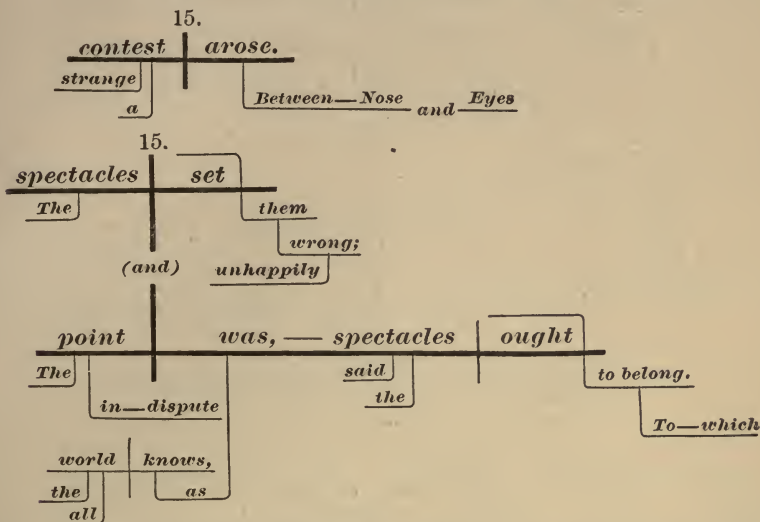 15.
contest arose.
strange
a
Between—Nose and Eyes
15.
spectacles set
The them
wrong;
(and) unhappily
point was, — spectacles ought
The said to belong.
the
in—dispute
To—which
world knows,
the as
all